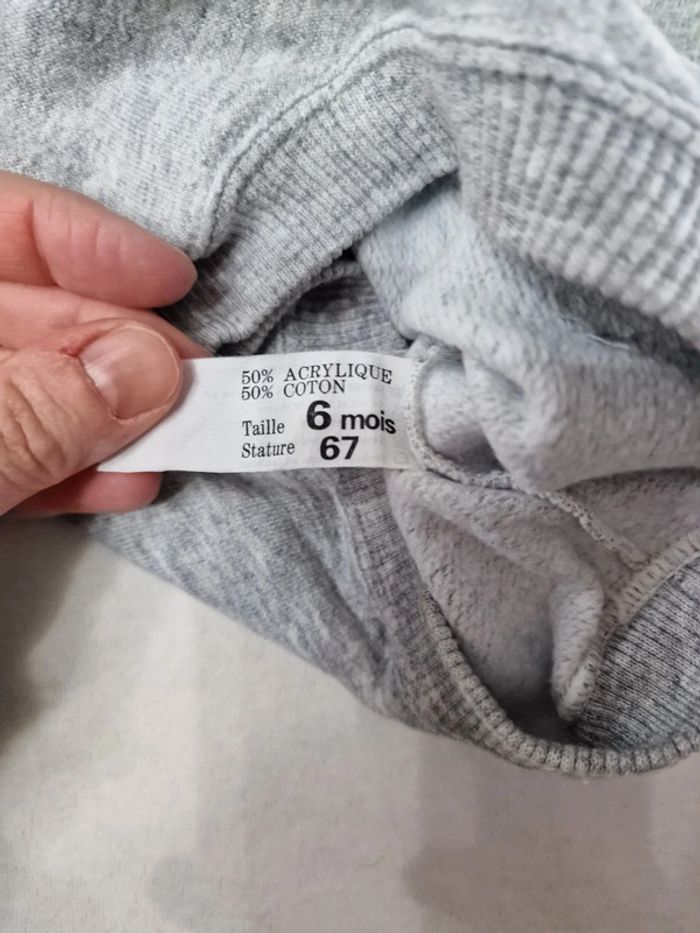 50% ACRYLIQUE
50% COTON
Taille 6 mois
Stature 67